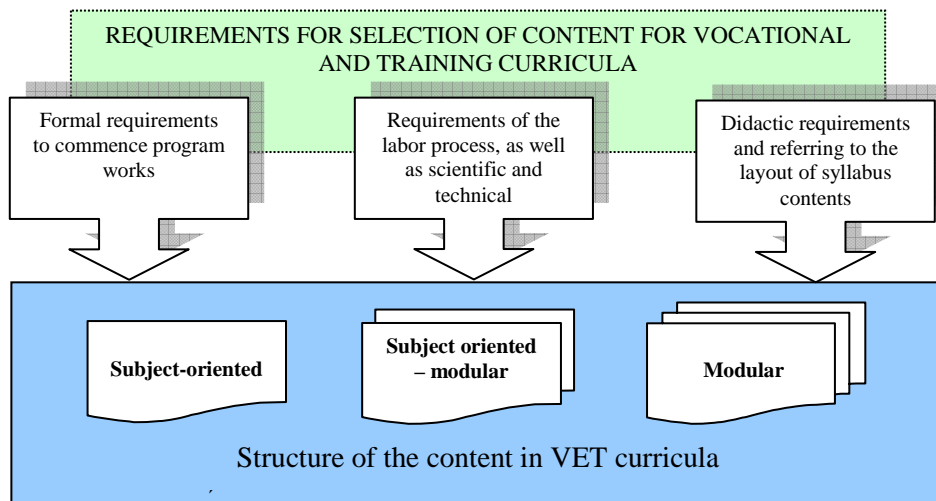 REQUIREMENTS FOR SELECTION OF CONTENT FOR VOCATIONAL
AND TRAINING CURRICULA
Formal requirements
to commence program
works
Requirements of the
labor process, as well
as scientific and
technical
Didactic requirements
and referring to the
layout of syllabus
contents
Subject-oriented
Subject oriented
– modular
Modular
Structure of the content in VET curricula